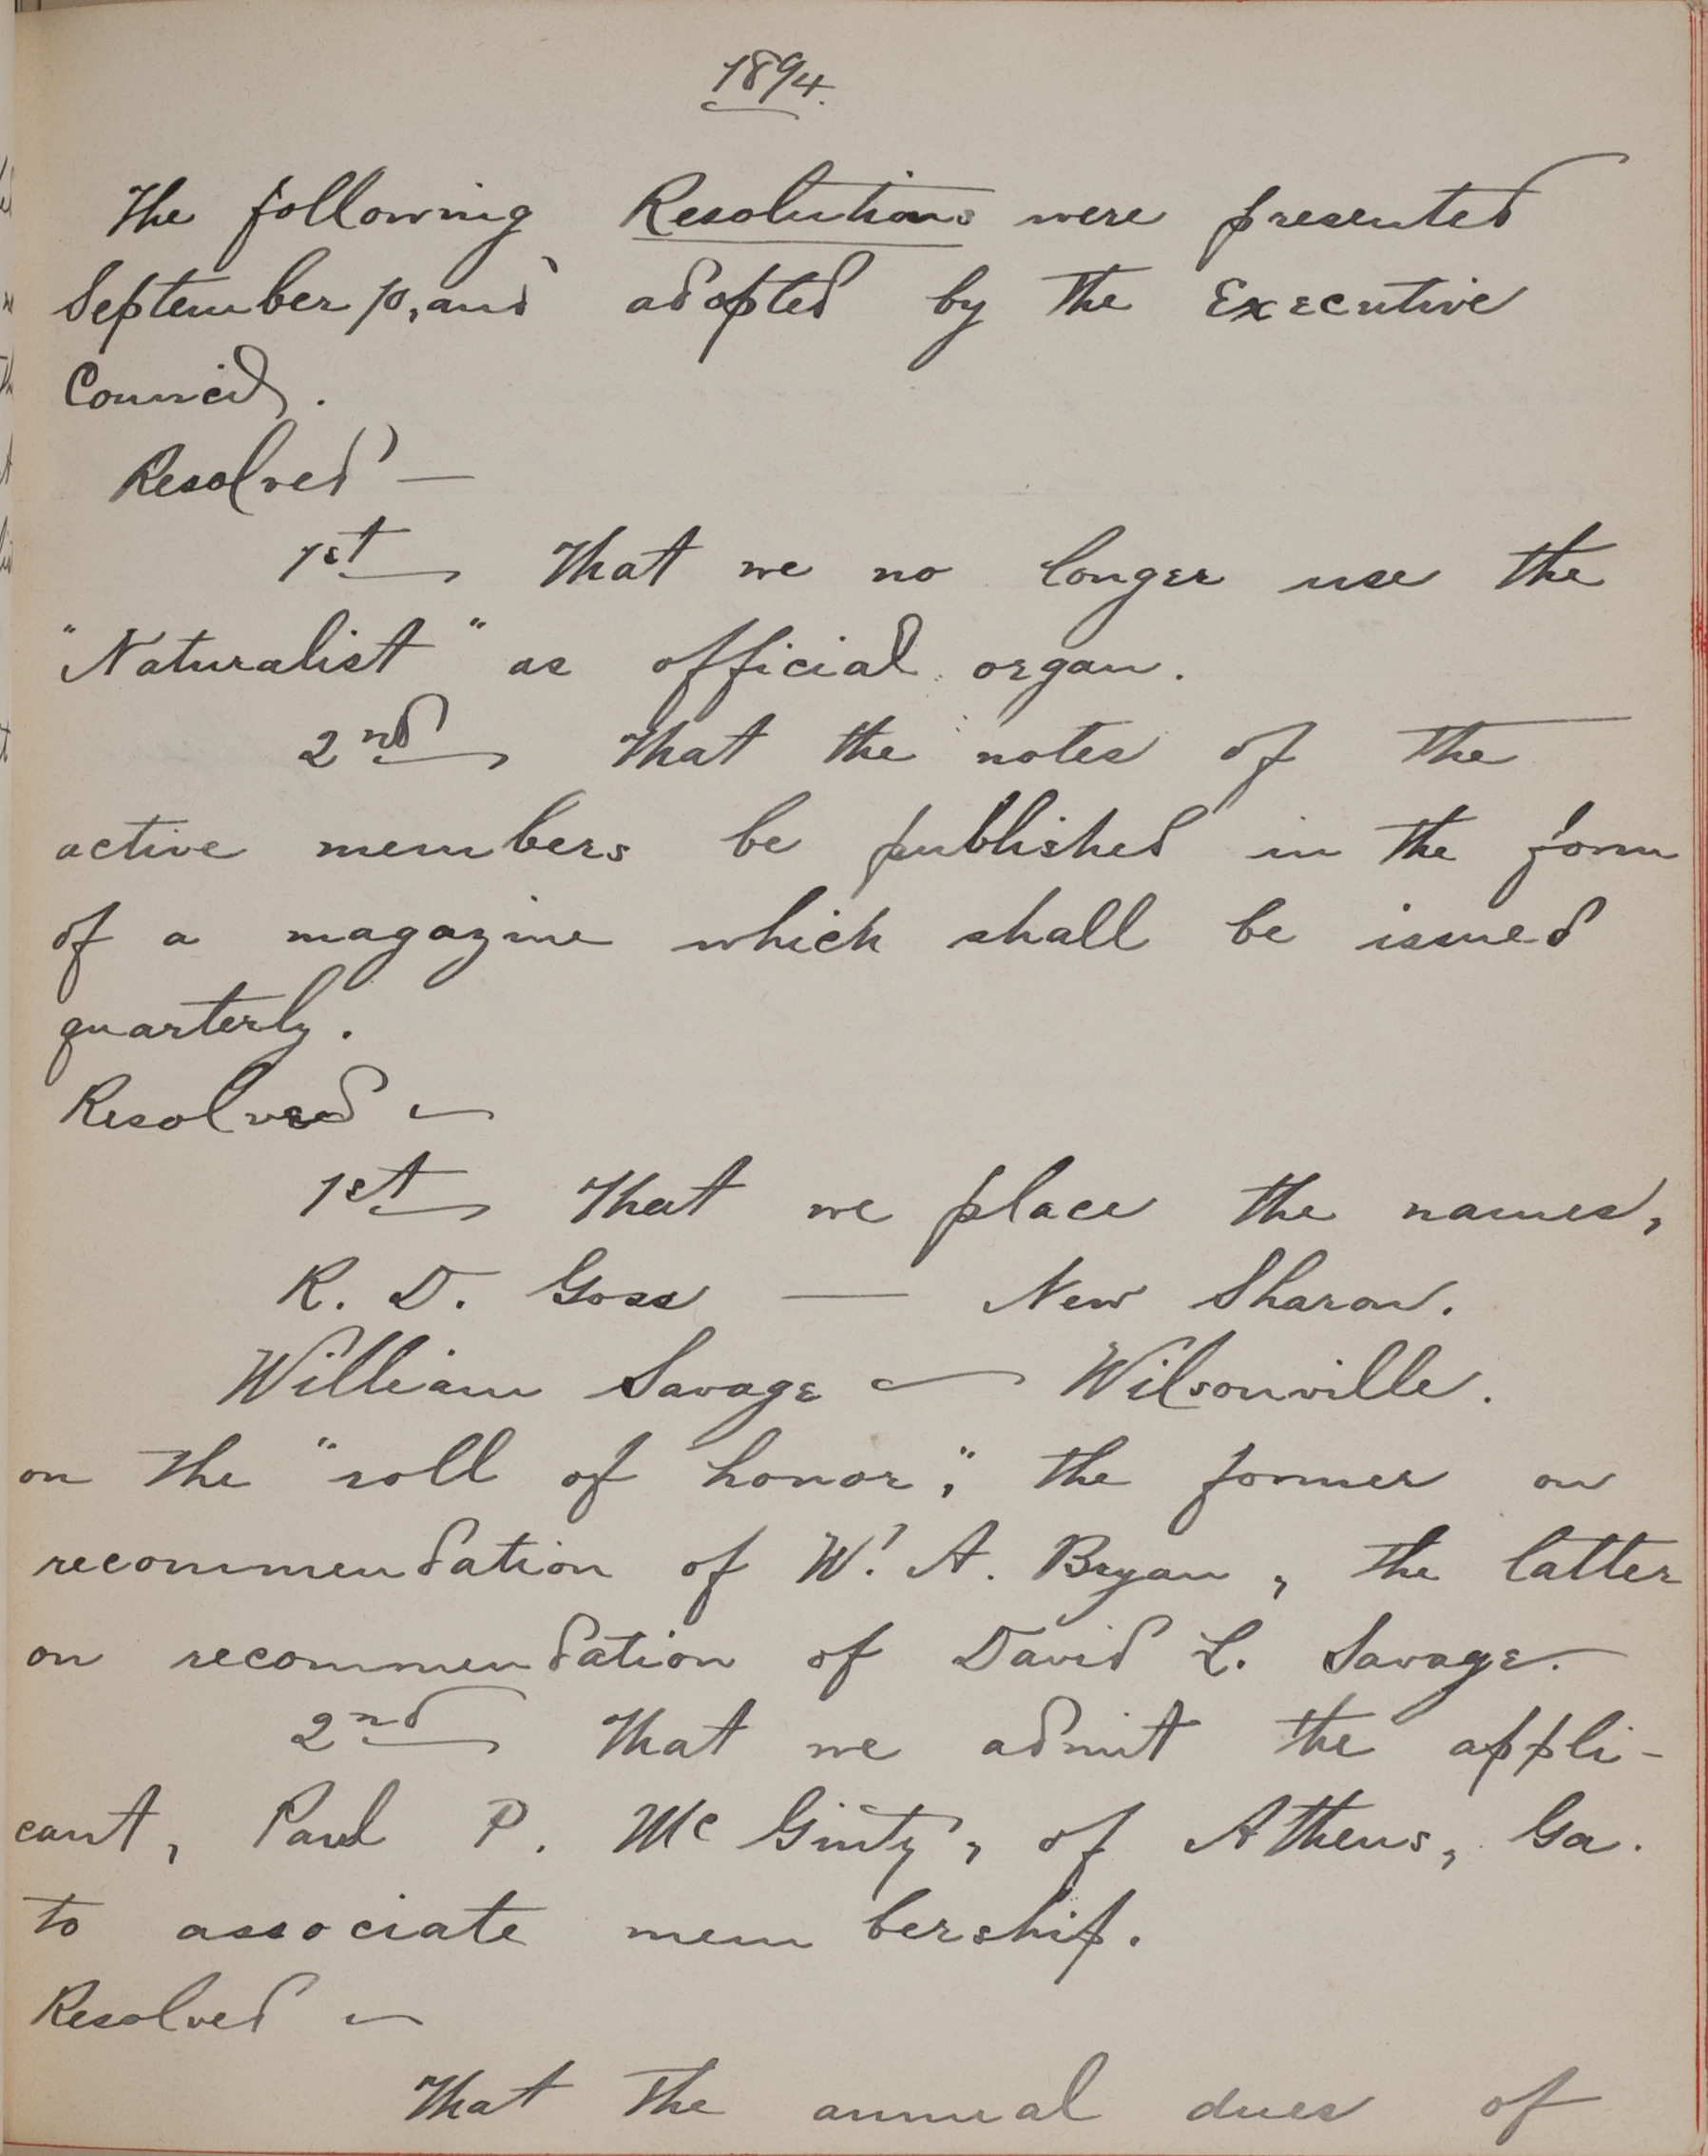 1894.
The following Resolutions were presented
September 10, and adopted by the Executive
Council.
Resolved —
1st That we no longer use the
"Naturalist" as official organ.
2nd That the notes of the
active members be published in the form
of a magazine which shall be issued
quarterly.
Resolved —
1st That we place the names,
R. D. Goss — New Sharon.
William Savage — Wilsonville.
on the "roll of honor," the former on
recommendation of W. A. Bryan, the latter
on recommendation of David L. Savage.
2nd That we admit the appli-
cant, Paul P. McGinty, of Athens, Ga.
to associate membership.
Resolved —
That the annual dues of